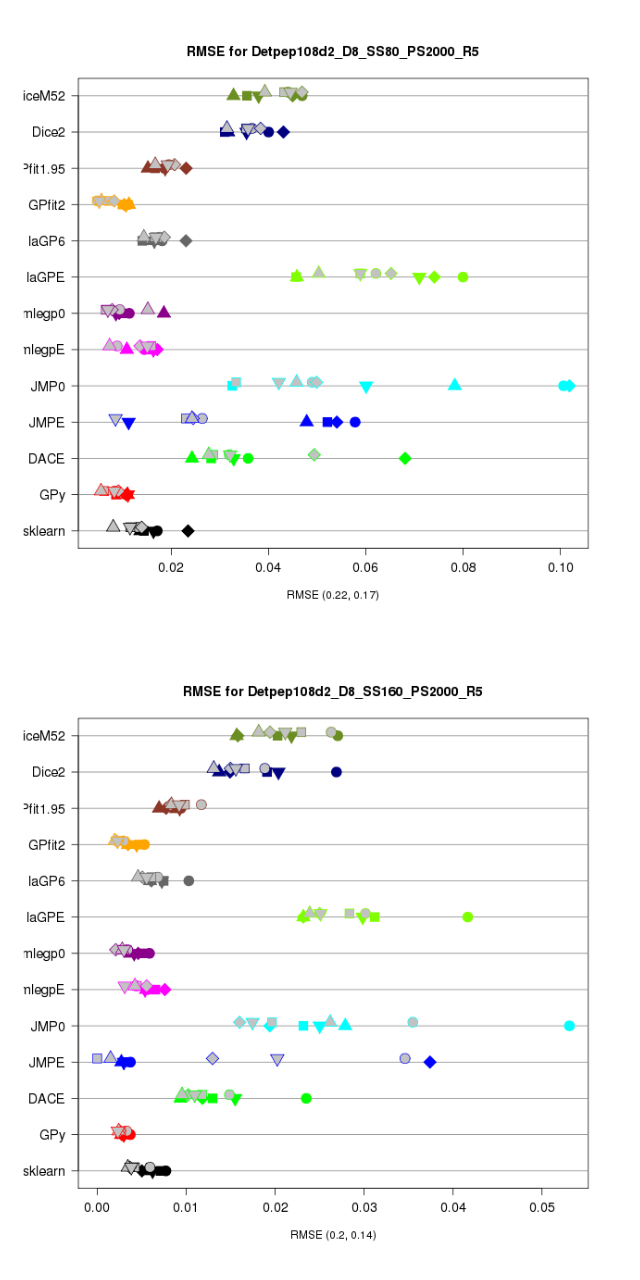 RMSE for Detpep108d2_D8_SS80_PS2000_R5
iceM52
Dice2
Pfit1.95
GPfit2
laGP6
laGPE
mlegp0
mlegpE
JMP0
JMPE
DACE
GPy
sklearn
0.02 0.04 0.06 0.08 0.10
RMSE (0.22, 0.17)
RMSE for Detpep108d2_D8_SS160_PS2000_R5
iceM52
Dice2
Pfit1.95
GPfit2
laGP6
laGPE
mlegp0
mlegpE
JMP0
JMPE
DACE
GPy
sklearn
0.00 0.01 0.02 0.03 0.04 0.05
RMSE (0.2, 0.14)